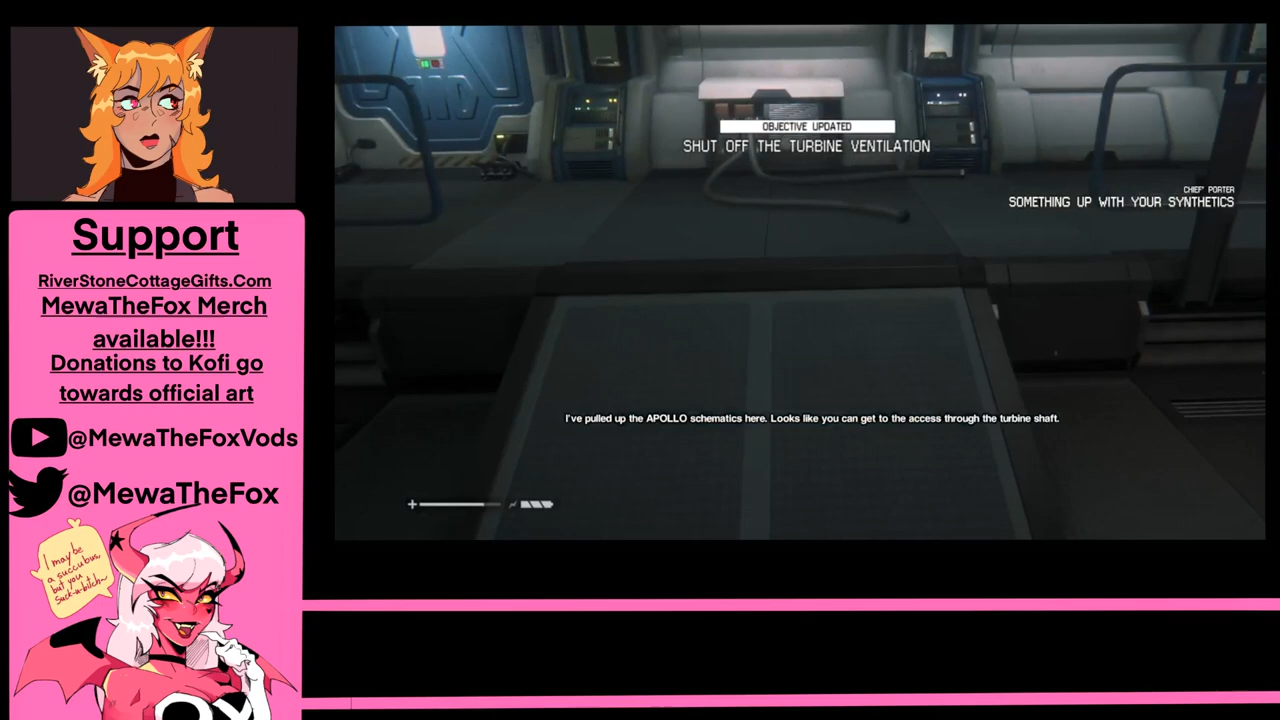 Support
RiverStoneCottageGifts.Com
MewaTheFox Merch
available!!!
Donations to Kofi go
towards official art
@MewaTheFoxVods
@MewaTheFox
I may be
a succubus,
but you
suck-a-bitch~
OBJECTIVE UPDATED
SHUT OFF THE TURBINE VENTILATION
CHIEF PORTER
SOMETHING UP WITH YOUR SYNTHETICS
I've pulled up the APOLLO schematics here. Looks like you can get to the access through the turbine shaft.